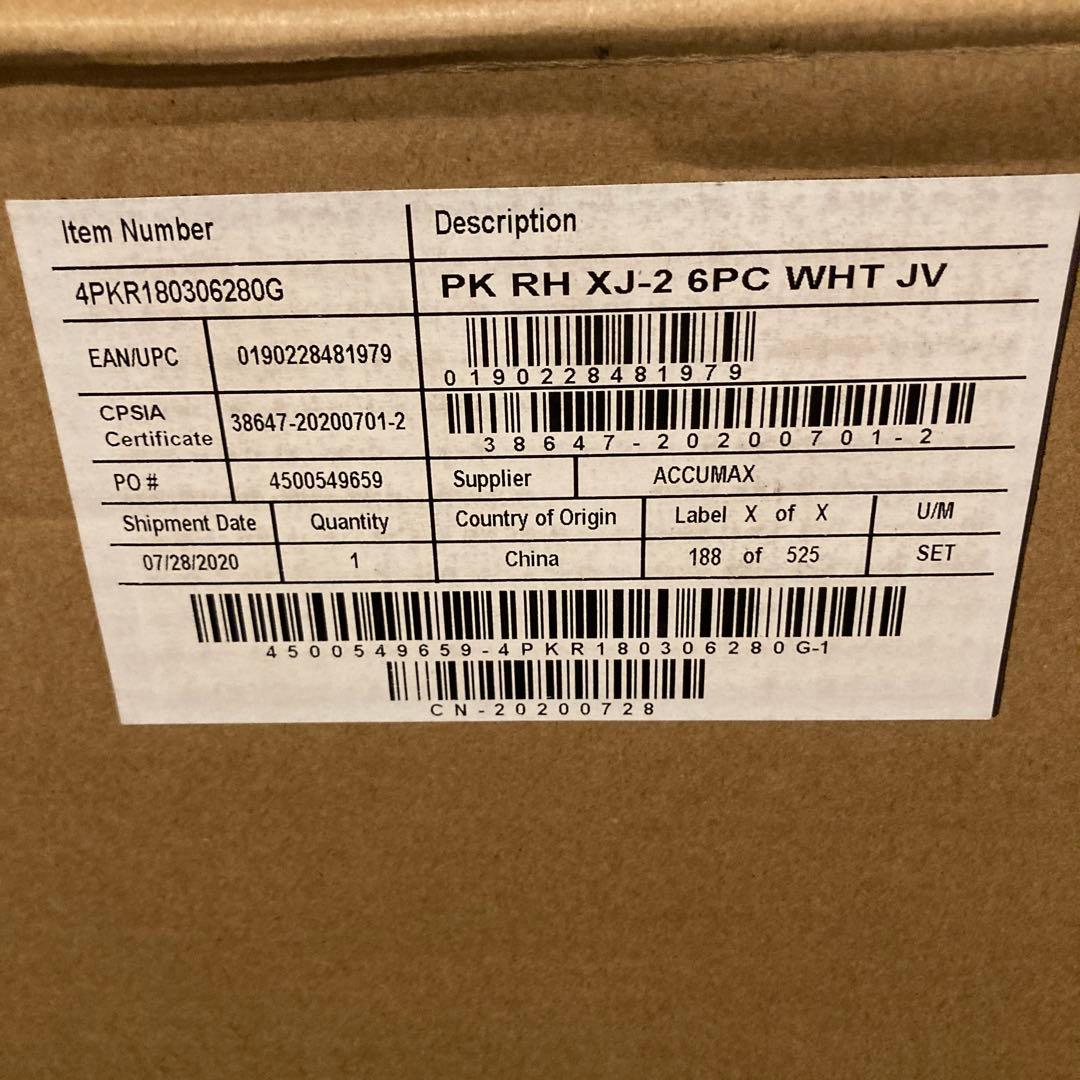 Item Number Description
4PKR180306280G PK RH XJ-2 6PC WHT JV
EAN/UPC 0190228481979
0190228481979
CPSIA
Certificate 38647-20200701-2
38647-20200701-2
PO # 4500549659 Supplier ACCUMAX
Shipment Date Quantity Country of Origin Label X of X U/M
07/28/2020 1 China 188 of 525 SET
4500549659-4PKR180306280G-1
CN-20200728